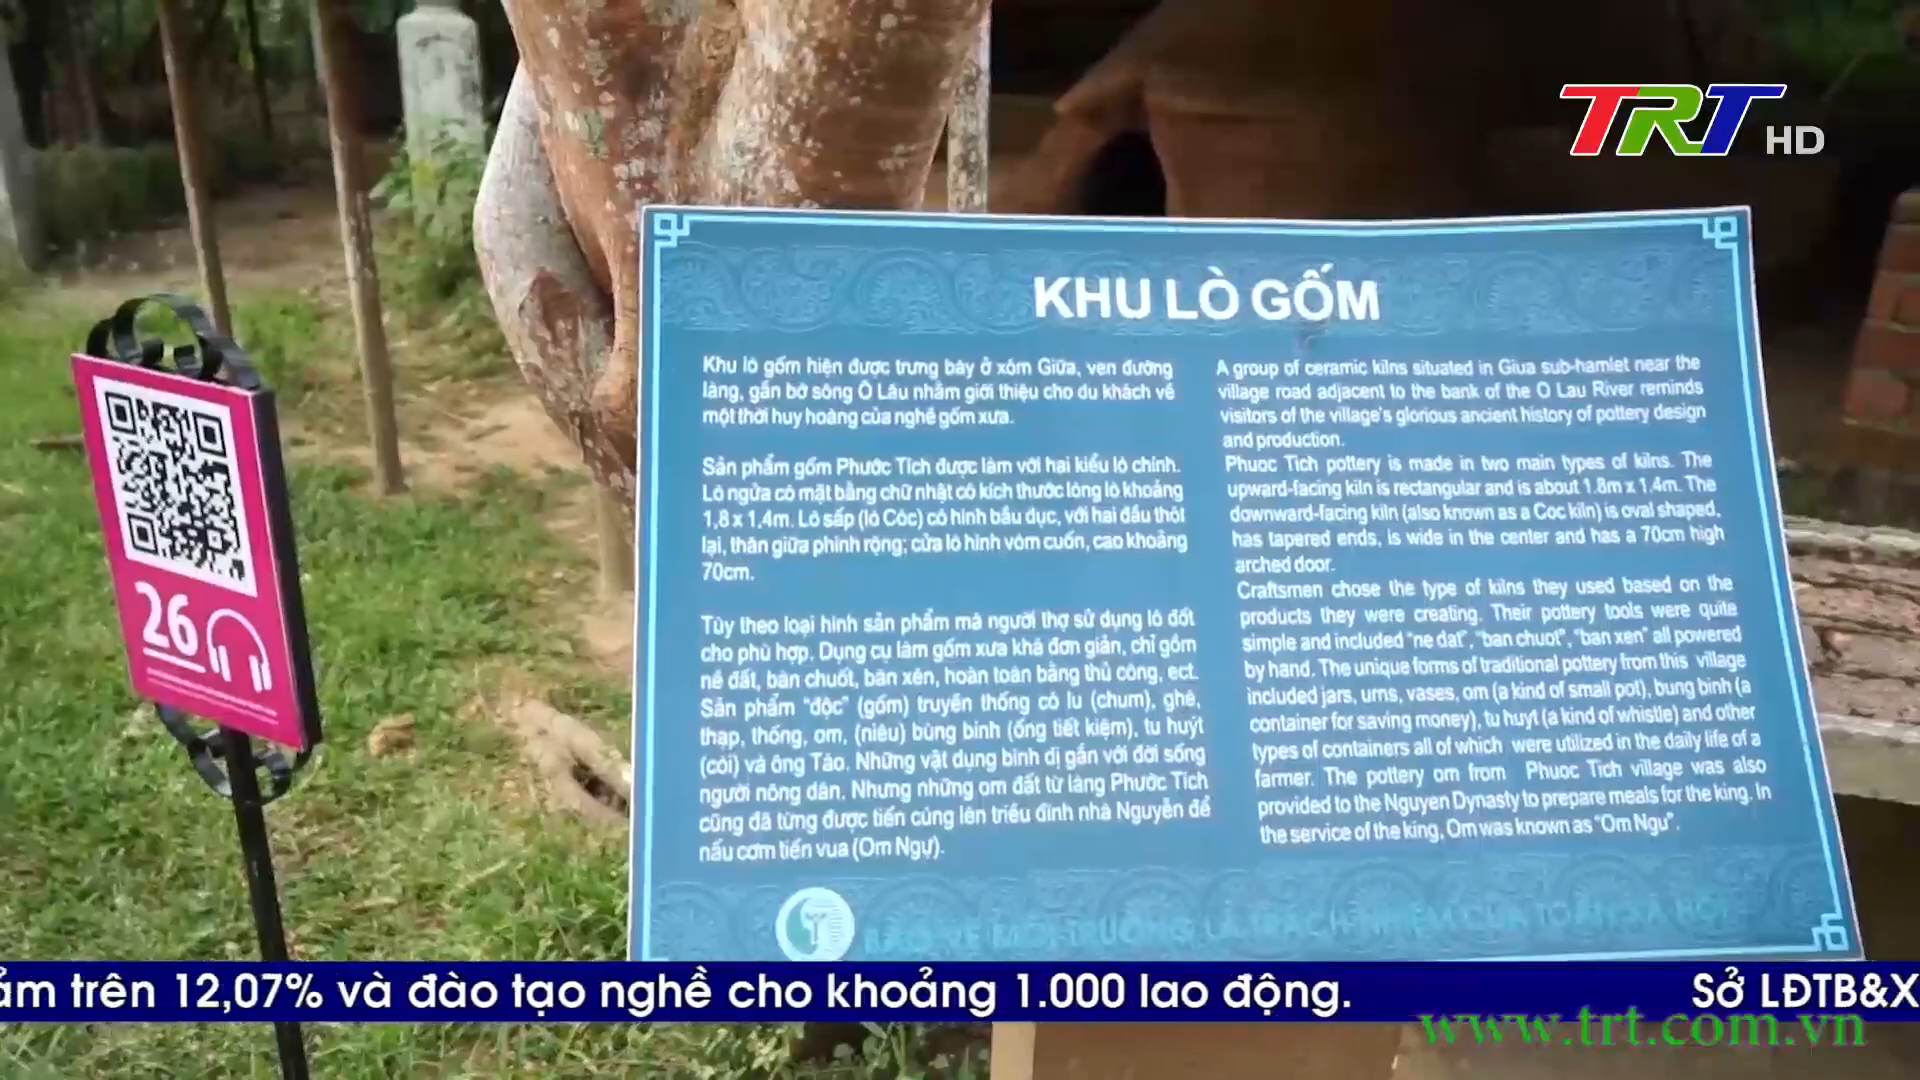 TRT HD
KHU LÒ GỐM
Khu lò gốm hiện được trưng bày ở xóm Giữa, ven đường
làng, gần bờ sông Ô Lâu nhằm giới thiệu cho du khách về
một thời huy hoàng của nghề gốm xưa.
Sản phẩm gốm Phước Tích được làm với hai kiểu lò chính.
Lò ngửa có mặt bằng chữ nhật có kích thước lòng lò khoảng
1,8 x 1,4m. Lò sấp (lò Còc) có hình bầu dục, với hai đầu thót
lại, thân giữa phình rộng; cửa lò hình vòm cuốn, cao khoảng
70cm.
Tùy theo loại hình sản phẩm mà người thợ sử dụng lò đốt
cho phù hợp. Dụng cụ làm gốm xưa khá đơn giản, chỉ gồm
nề đất, bàn chuốt, bàn xên, hoàn toàn bằng thủ công, ect.
Sản phẩm "độc" (gốm) truyền thống có lu (chum), ghè,
thạp, thống, om, (niêu) bùng binh (ống tiết kiệm), tu huýt
(còi) và ông Táo. Những vật dụng bình dị gắn với đời sống
người nông dân. Nhưng những om đất từ làng Phước Tích
cũng đã từng được tiến cúng lên triều đình nhà Nguyễn để
nấu cơm tiến vua (Om Ngự).
A group of ceramic kilns situated in Giua sub-hamlet near the
village road adjacent to the bank of the O Lau River reminds
visitors of the village's glorious ancient history of pottery design
and production.
Phuoc Tich pottery is made in two main types of kilns. The
upward-facing kiln is rectangular and is about 1.8m x 1.4m. The
downward-facing kiln (also known as a Coc kiln) is oval shaped,
has tapered ends, is wide in the center and has a 70cm high
arched door.
Craftsmen chose the type of kilns they used based on the
products they were creating. Their pottery tools were quite
simple and included "ne dat", "ban chuot", "ban xen" all powered
by hand. The unique forms of traditional pottery from this village
included jars, urns, vases, om (a kind of small pot), bung binh (a
container for saving money), tu huyt (a kind of whistle) and other
types of containers all of which were utilized in the daily life of a
farmer. The pottery om from Phuoc Tich village was also
provided to the Nguyen Dynasty to prepare meals for the king. In
the service of the king, Om was known as "Om Ngu".
BẢO VỆ MÔI TRƯỜNG LÀ TRÁCH NHIỆM CỦA TOÀN XÃ HỘI
26
trên 12,07% và đào tạo nghề cho khoảng 1.000 lao động.
Sở LĐTB&X
www.trt.com.vn